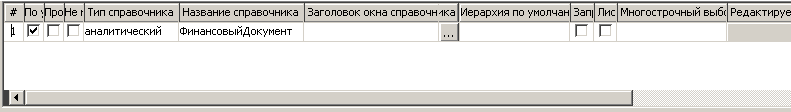 # По у Про Не п Тип справочника Название справочника Заголовок окна справочника Иерархия по умолчан Запр Лис Многострочный выбо Редактируе
1 аналитический ФинансовыйДокумент ...